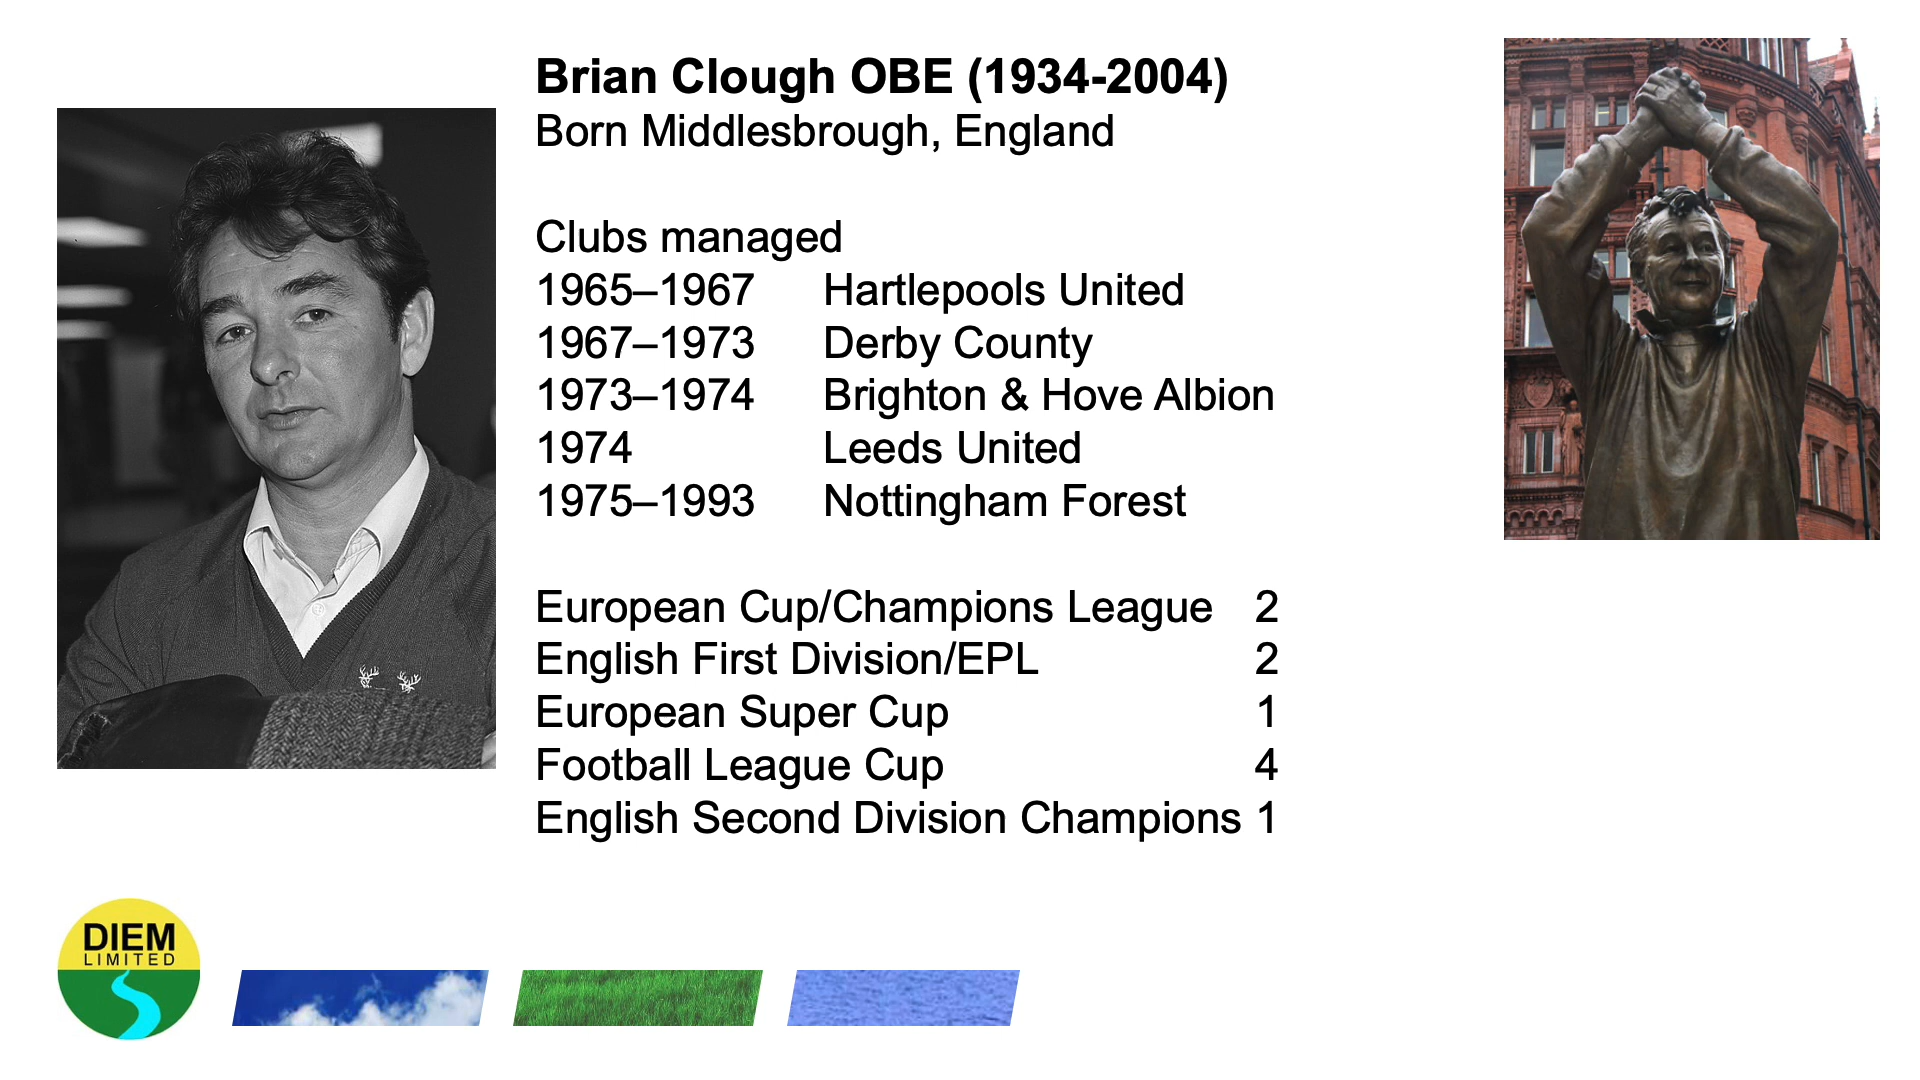 Brian Clough OBE (1934-2004)
Born Middlesbrough, England
Clubs managed
1965–1967 Hartlepools United
1967–1973 Derby County
1973–1974 Brighton & Hove Albion
1974 Leeds United
1975–1993 Nottingham Forest
European Cup/Champions League 2
English First Division/EPL 2
European Super Cup 1
Football League Cup 4
English Second Division Champions 1
DIEM
LIMITED